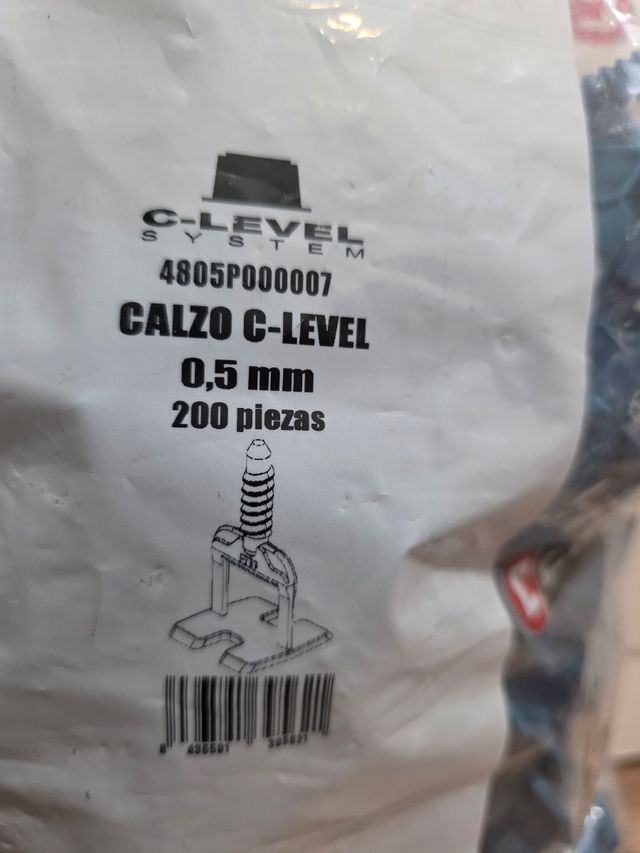 C-LEVEL
SYSTEM
4805P000007
CALZO C-LEVEL
0,5 mm
200 piezas